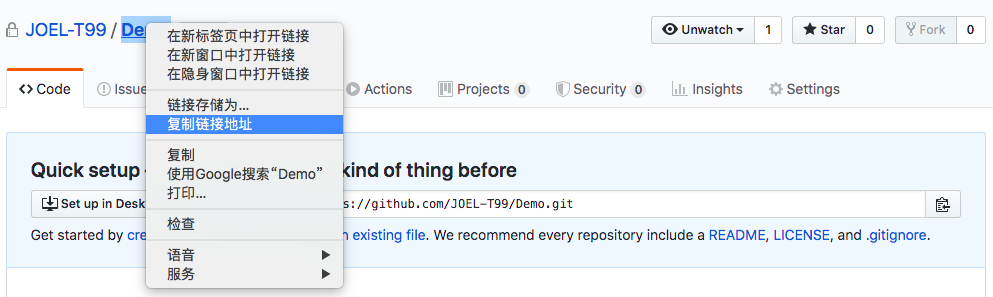 JOEL-T99 / De
Unwatch 1 Star 0 Fork 0
Code Issue Actions Projects 0 Security 0 Insights Settings
在新标签页中打开链接
在新窗口中打开链接
在隐身窗口中打开链接
链接存储为...
复制链接地址
复制
使用Google搜索“Demo”
打印...
检查
语音
服务
Quick setup kind of thing before
Set up in Desk s://github.com/JOEL-T99/Demo.git
Get started by cre n existing file. We recommend every repository include a README, LICENSE, and .gitignore.